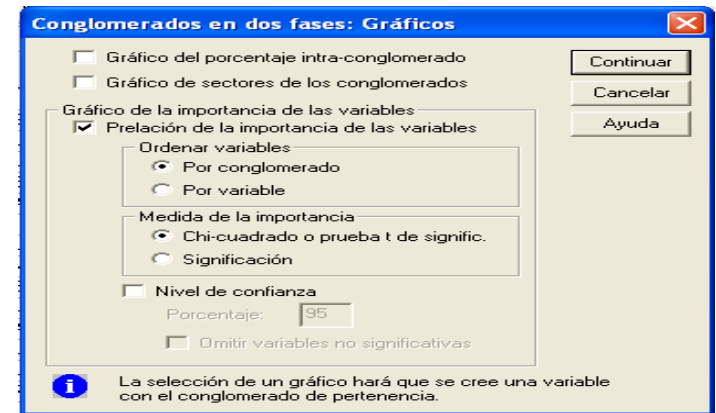 Conglomerados en dos fases: Gráficos
Gráfico del porcentaje intra-conglomerado
Gráfico de sectores de los conglomerados
Continuar
Cancelar
Ayuda
Gráfico de la importancia de las variables
Prelación de la importancia de las variables
Ordenar variables
Por conglomerado
Por variable
Medida de la importancia
Chi-cuadrado o prueba t de signific.
Significación
Nivel de confianza
Porcentaje: 95
Omitir variables no significativas
La selección de un gráfico hará que se cree una variable
con el conglomerado de pertenencia.